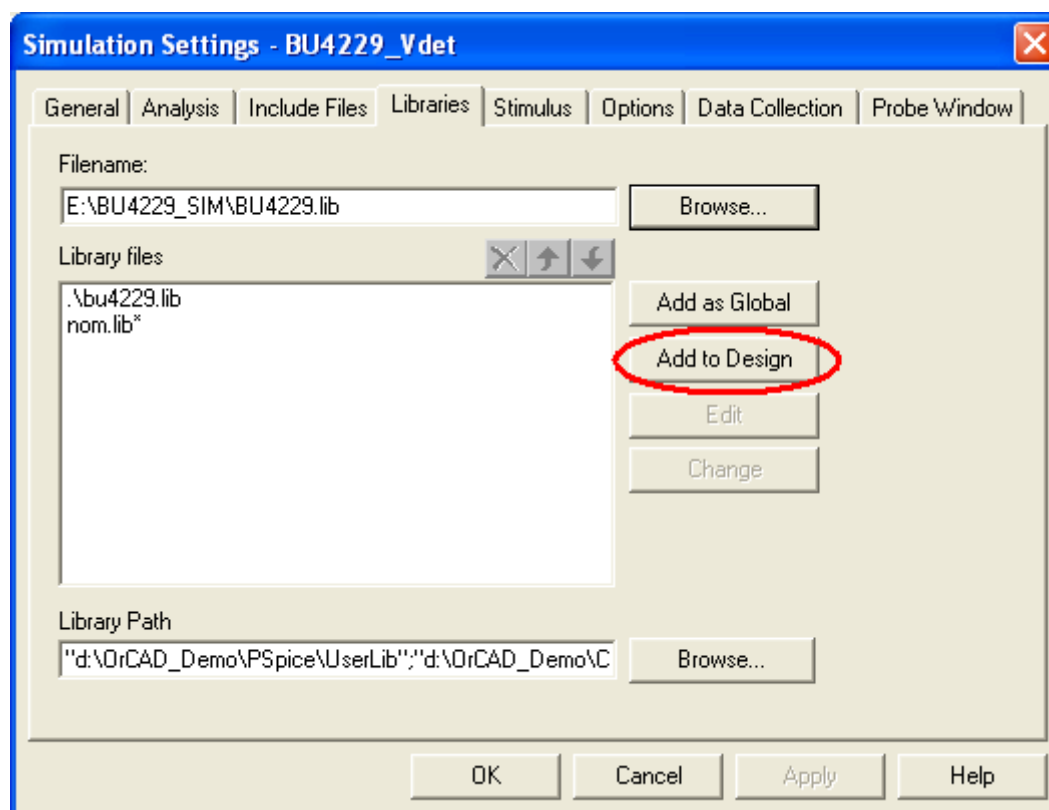 Simulation Settings - BU4229_Vdet
General Analysis Include Files Libraries Stimulus Options Data Collection Probe Window
Filename:
E:\BU4229_SIM\BU4229.lib
Browse...
Library files
.\bu4229.lib
nom.lib*
Add as Global
Add to Design
Edit
Change
Library Path
"d:\OrCAD_Demo\PSpice\UserLib";"d:\OrCAD_Demo\C
Browse...
OK Cancel Apply Help